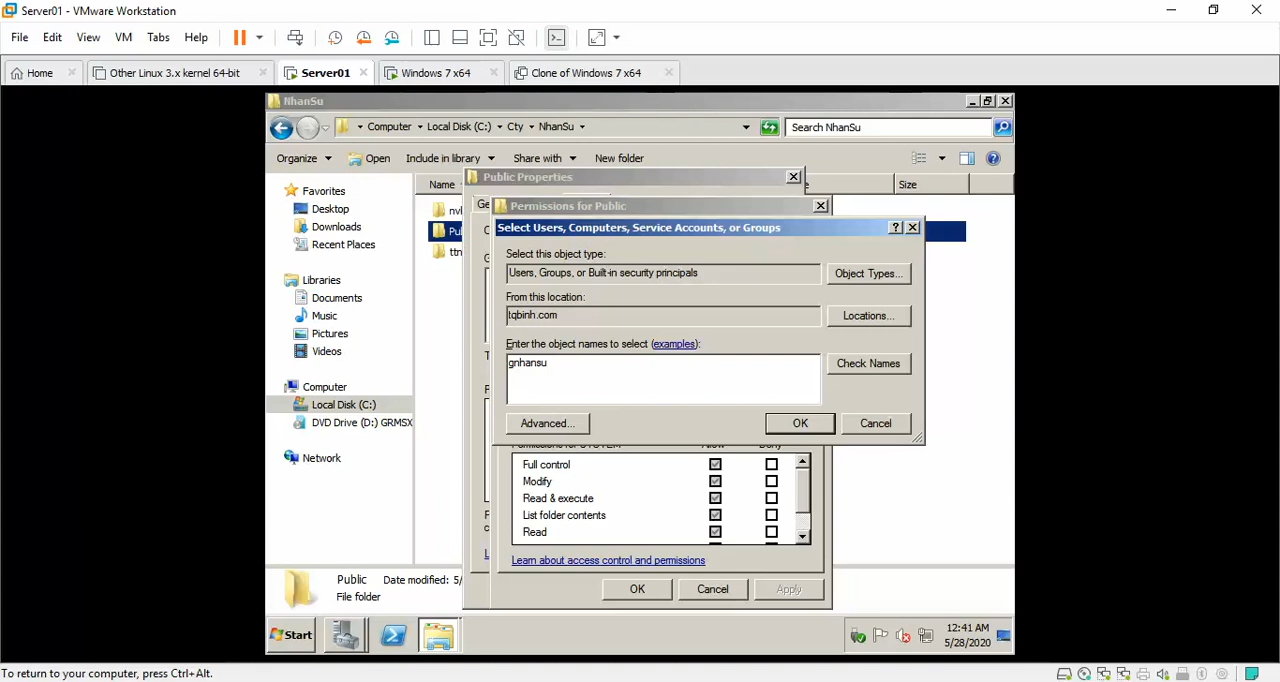 Server01 - VMware Workstation
File Edit View VM Tabs Help
Home Other Linux 3.x kernel 64-bit Server01 Windows 7 x64 Clone of Windows 7 x64
NhanSu
Computer Local Disk (C:) Cty NhanSu Search NhanSu
Organize Open Include in library Share with New folder
Favorites
Desktop
Downloads
Recent Places
Libraries
Documents
Music
Pictures
Videos
Computer
Local Disk (C:)
DVD Drive (D:) GRMSX
Network
Name Size
Public Properties
Permissions for Public
Select Users, Computers, Service Accounts, or Groups
Select this object type:
Users, Groups, or Built-in security principals
Object Types...
From this location:
tqbinh.com
Locations...
Enter the object names to select (examples):
gnhansu
Check Names
Advanced... OK Cancel
Full control
Modify
Read & execute
List folder contents
Read
Learn about access control and permissions
OK Cancel Apply
Public Date modified: 5/
File folder
Start
12:41 AM
5/28/2020
To return to your computer, press Ctrl+Alt.